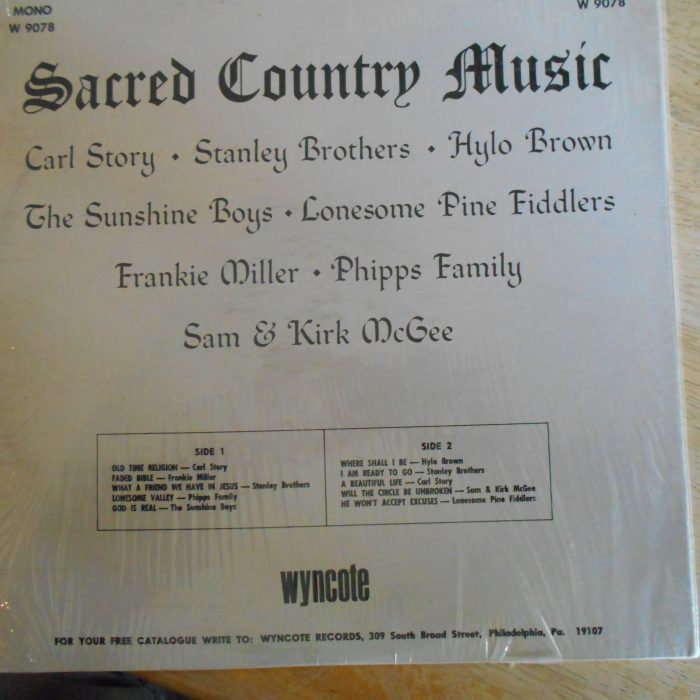 MONO
W 9078
W 9078
Sacred Country Music
Carl Story • Stanley Brothers • Hylo Brown
The Sunshine Boys • Lonesome Pine Fiddlers
Frankie Miller • Phipps Family
Sam & Kirk McGee
SIDE 1
OLD TIME RELIGION — Carl Story
FADED BIBLE — Frankie Miller
WHAT A FRIEND WE HAVE IN JESUS — Stanley Brothers
LONESOME VALLEY — Phipps Family
GOD IS REAL — The Sunshine Boys
SIDE 2
WHERE SHALL I BE — Hylo Brown
I AM READY TO GO — Stanley Brothers
A BEAUTIFUL LIFE — Carl Story
WILL THE CIRCLE BE UNBROKEN — Sam & Kirk McGee
HE WON'T ACCEPT EXCUSES — Lonesome Pine Fiddlers
wyncote
FOR YOUR FREE CATALOGUE WRITE TO: WYNCOTE RECORDS, 309 South Broad Street, Philadelphia, Pa. 19107